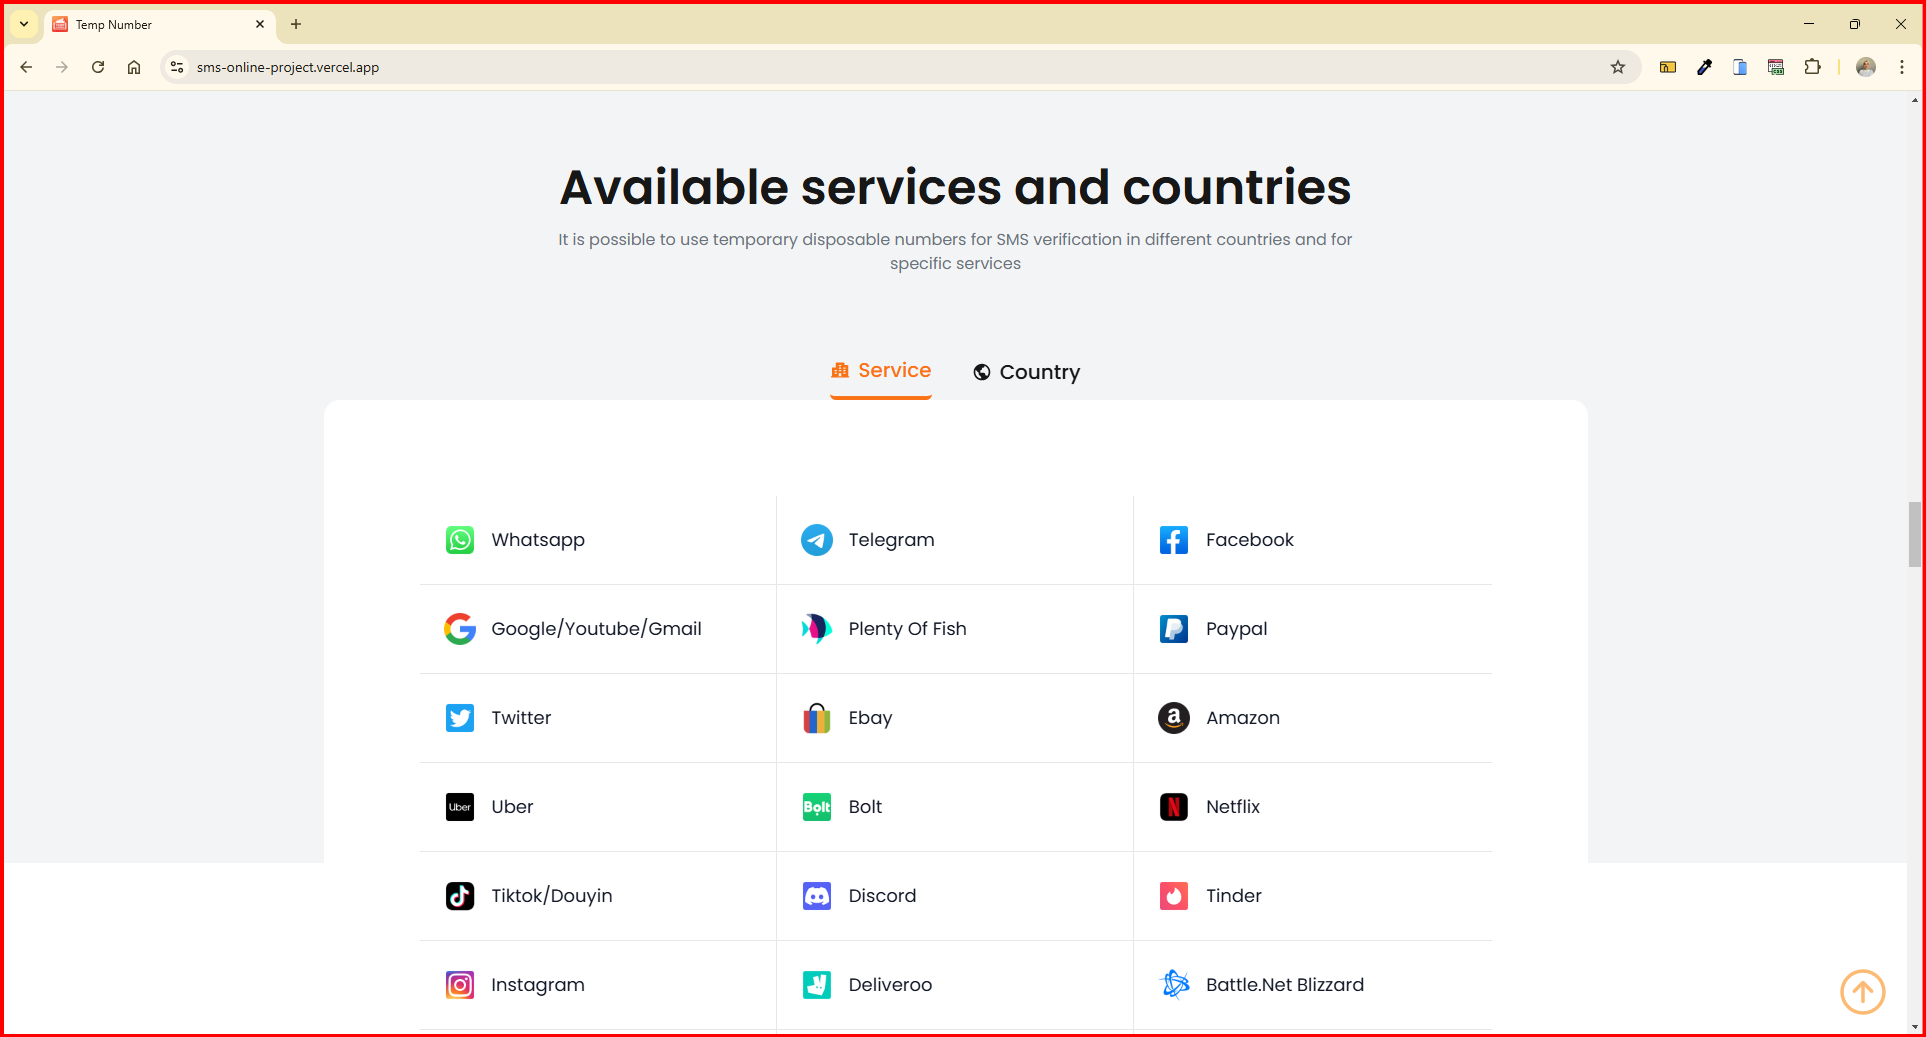 Temp Number
sms-online-project.vercel.app
Available services and countries
It is possible to use temporary disposable numbers for SMS verification in different countries and for
specific services
Service Country
Whatsapp Telegram Facebook
Google/Youtube/Gmail Plenty Of Fish Paypal
Twitter Ebay a Amazon
Uber Uber Bolt Bolt N Netflix
Tiktok/Douyin Discord Tinder
Instagram Deliveroo Battle.Net Blizzard